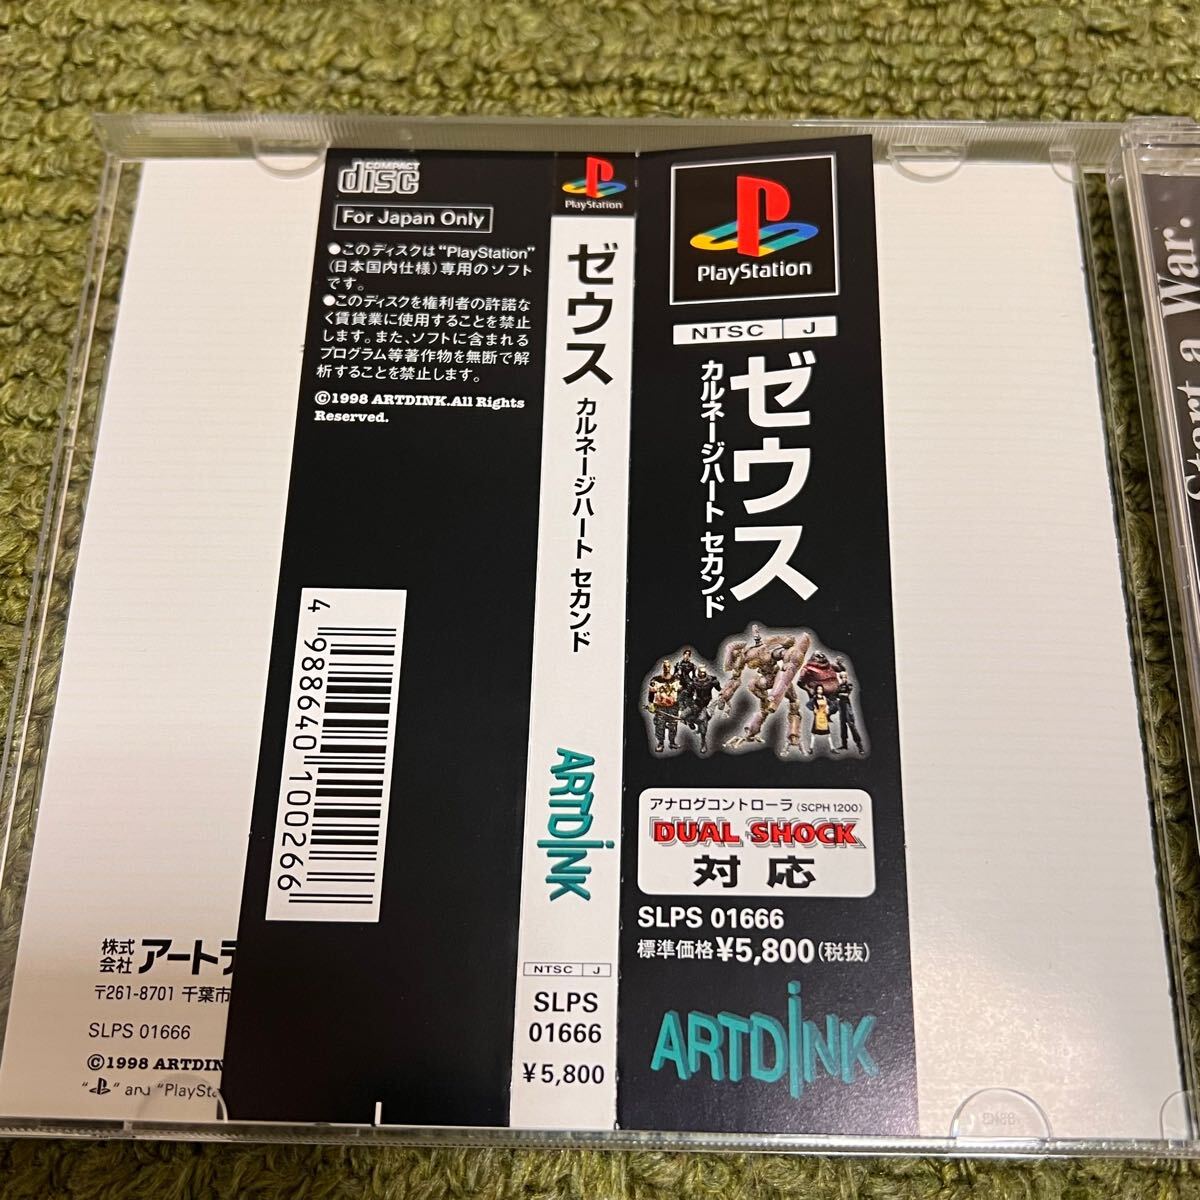 COMPACT
disc
For Japan Only
●このディスクは"PlayStation"
(日本国内仕様)専用のソフト
です。
●このディスクを権利者の許諾な
く賃貸業に使用することを禁止
します。また、ソフトに含まれる
プログラム等著作物を無断で解
析することを禁止します。
©1998 ARTDINK.All Rights
Reserved.
4 988640 100266
PlayStation
ゼウス
カルネージハート セカンド
ARTDINK
NTSC J
SLPS
01666
¥5,800
PlayStation
NTSC J
ゼウス
カルネージハート セカンド
アナログコントローラ(SCPH 1200)
DUAL SHOCK
対応
SLPS 01666
標準価格¥5,800(税抜)
ARTDINK
株式
会社 アート
〒261-8701 千葉市
SLPS 01666
©1998 ARTDIN
" " and "PlaySta
Start a War.